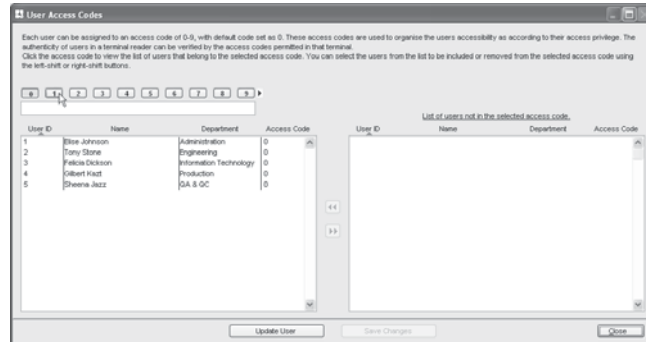 User Access Codes
Each user can be assigned to an access code of 0-9, with default code set as 0. These access codes are used to organise the users accessibility as according to their access privilege. The
authenticity of users in a terminal reader can be verified by the access codes permitted in that terminal.
Click the access code to view the list of users that belong to the selected access code. You can select the users from the list to be included or removed from the selected access code using
the left-shift or right-shift buttons.
0 1 2 3 4 5 6 7 8 9
List of users not in the selected access code.
User ID Name Department Access Code User ID Name Department Access Code
1 Elise Johnson Administration 0
2 Tony Stone Engineering 0
3 Felicia Dickson Information Technology 0
4 Gilbert Kazt Production 0
5 Sheena Jazz QA & QC 0
<<
>>
Update User Save Changes Close